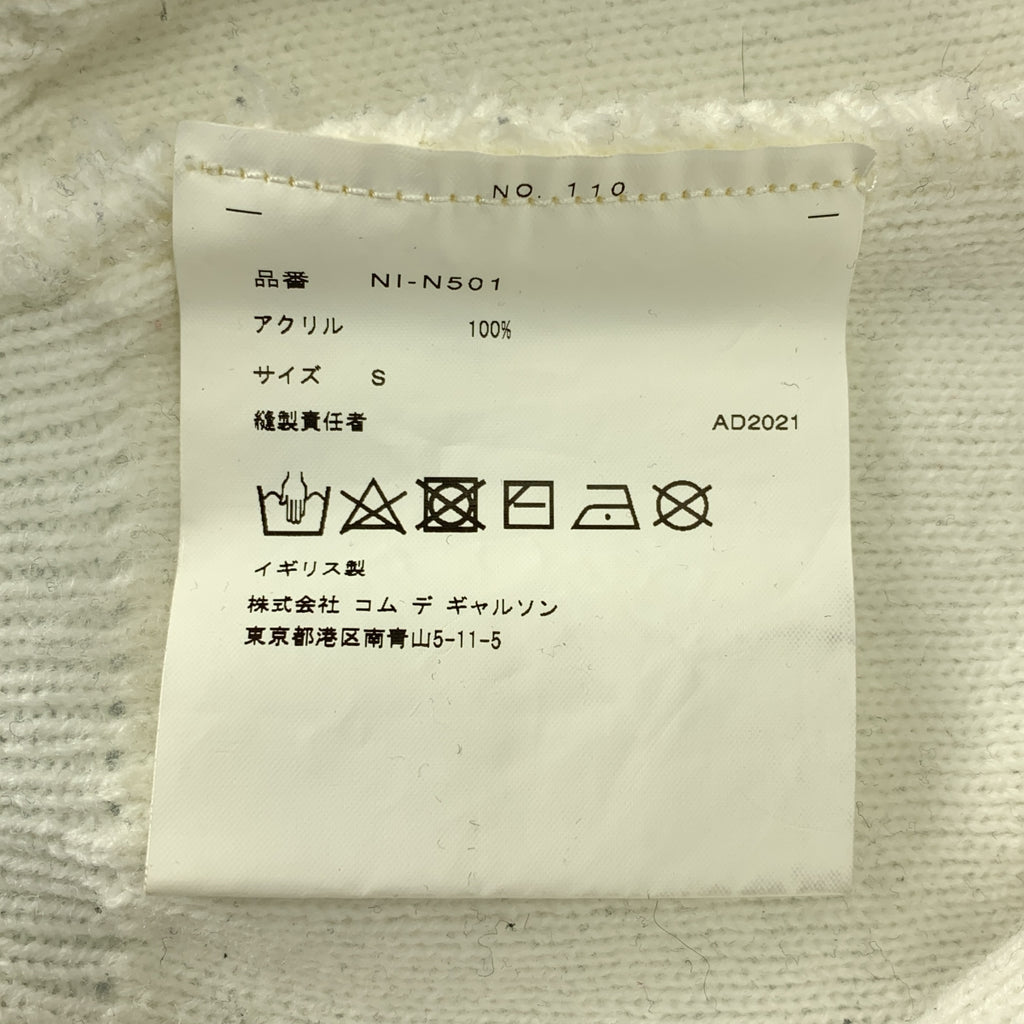 NO. 110
品番 NI-N501
アクリル 100%
サイズ S
縫製責任者 AD2021
イギリス製
株式会社 コム デ ギャルソン
東京都港区南青山5-11-5